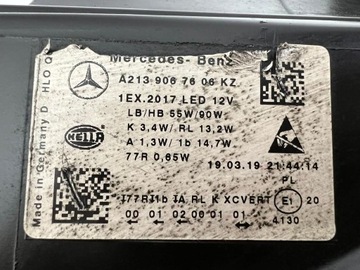 Mercedes-Benz
A213 906 76 06 KZ
1EX.2017 LED 12V
LB/HB 55W/90W
K 3,4W/ RL 13,2W
A 1,3W/ 1b 14,7W
77R 0,65W
HELLA
Made in Germany D HLO
19.03.19 21:44:14
PL
1b 1A RL K XCVERT E1 20
00 01 02 00 01 01 4130